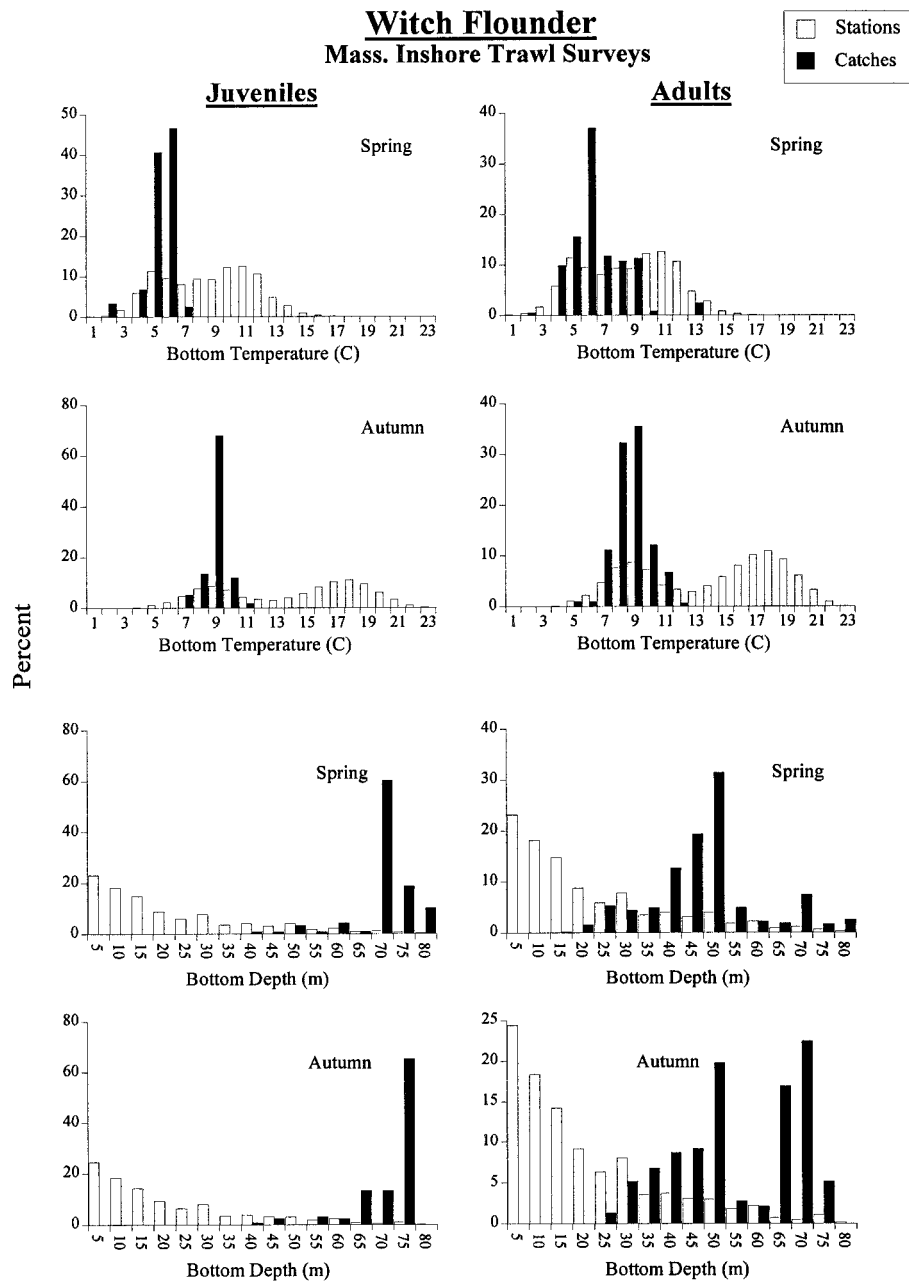 Witch Flounder
Mass. Inshore Trawl Surveys
Stations
Catches
Juveniles
Adults
Percent
50
40
30
20
10
0
Spring
1 3 5 7 9 11 13 15 17 19 21 23
Bottom Temperature (C)
40
30
20
10
0
Spring
1 3 5 7 9 11 13 15 17 19 21 23
Bottom Temperature (C)
80
60
40
20
0
Autumn
1 3 5 7 9 11 13 15 17 19 21 23
Bottom Temperature (C)
40
30
20
10
0
Autumn
1 3 5 7 9 11 13 15 17 19 21 23
Bottom Temperature (C)
80
60
40
20
0
Spring
5 10 15 20 25 30 35 40 45 50 55 60 65 70 75 80
Bottom Depth (m)
40
30
20
10
0
Spring
5 10 15 20 25 30 35 40 45 50 55 60 65 70 75 80
Bottom Depth (m)
80
60
40
20
0
Autumn
5 10 15 20 25 30 35 40 45 50 55 60 65 70 75 80
Bottom Depth (m)
25
20
15
10
5
0
Autumn
5 10 15 20 25 30 35 40 45 50 55 60 65 70 75 80
Bottom Depth (m)